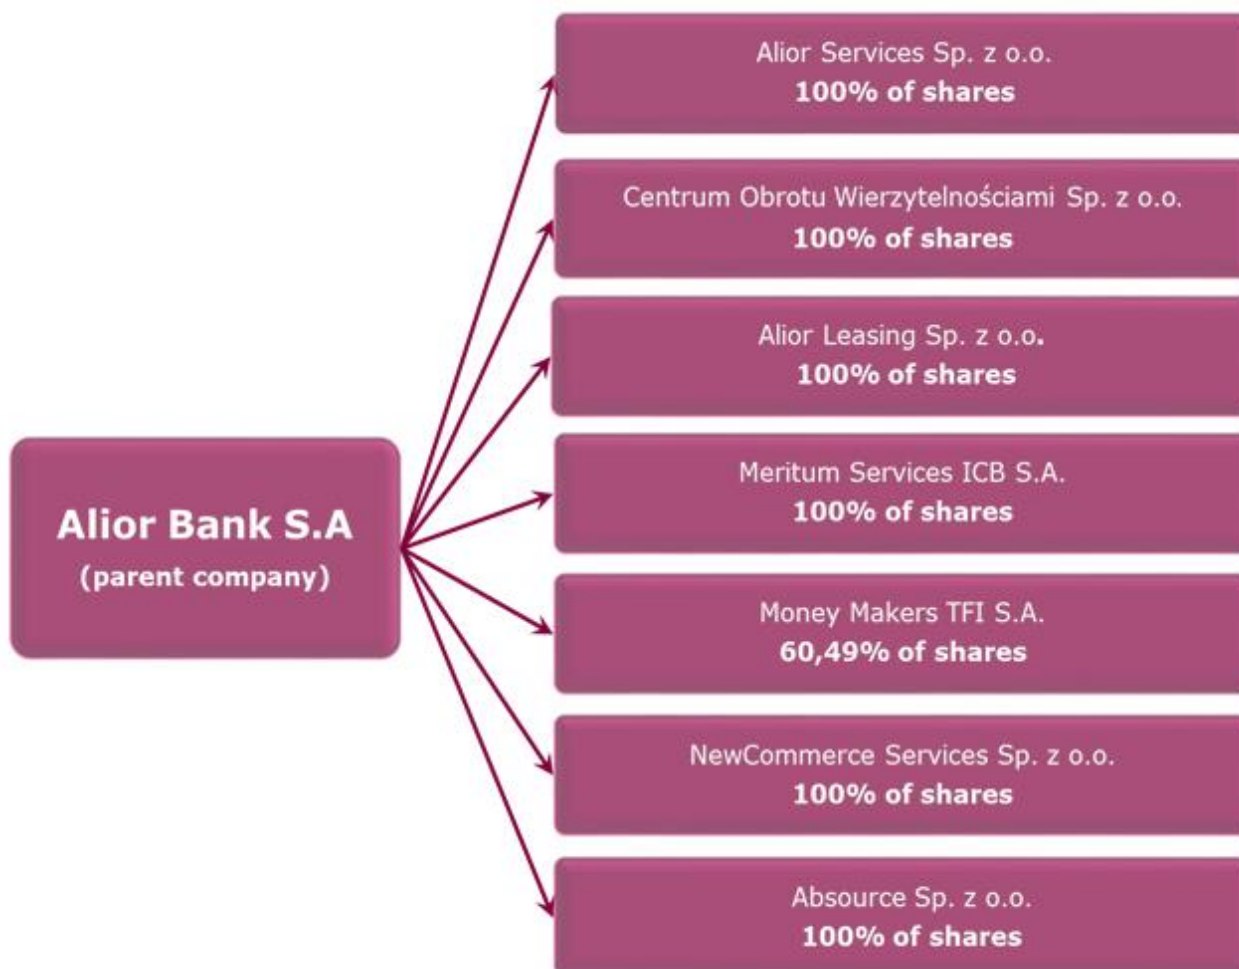 Alior Services Sp. z o.o.
100% of shares
Centrum Obrotu Wierzytelnościami Sp. z o.o.
100% of shares
Alior Leasing Sp. z o.o.
100% of shares
Alior Bank S.A
(parent company)
Meritum Services ICB S.A.
100% of shares
Money Makers TFI S.A.
60,49% of shares
NewCommerce Services Sp. z o.o.
100% of shares
Absource Sp. z o.o.
100% of shares